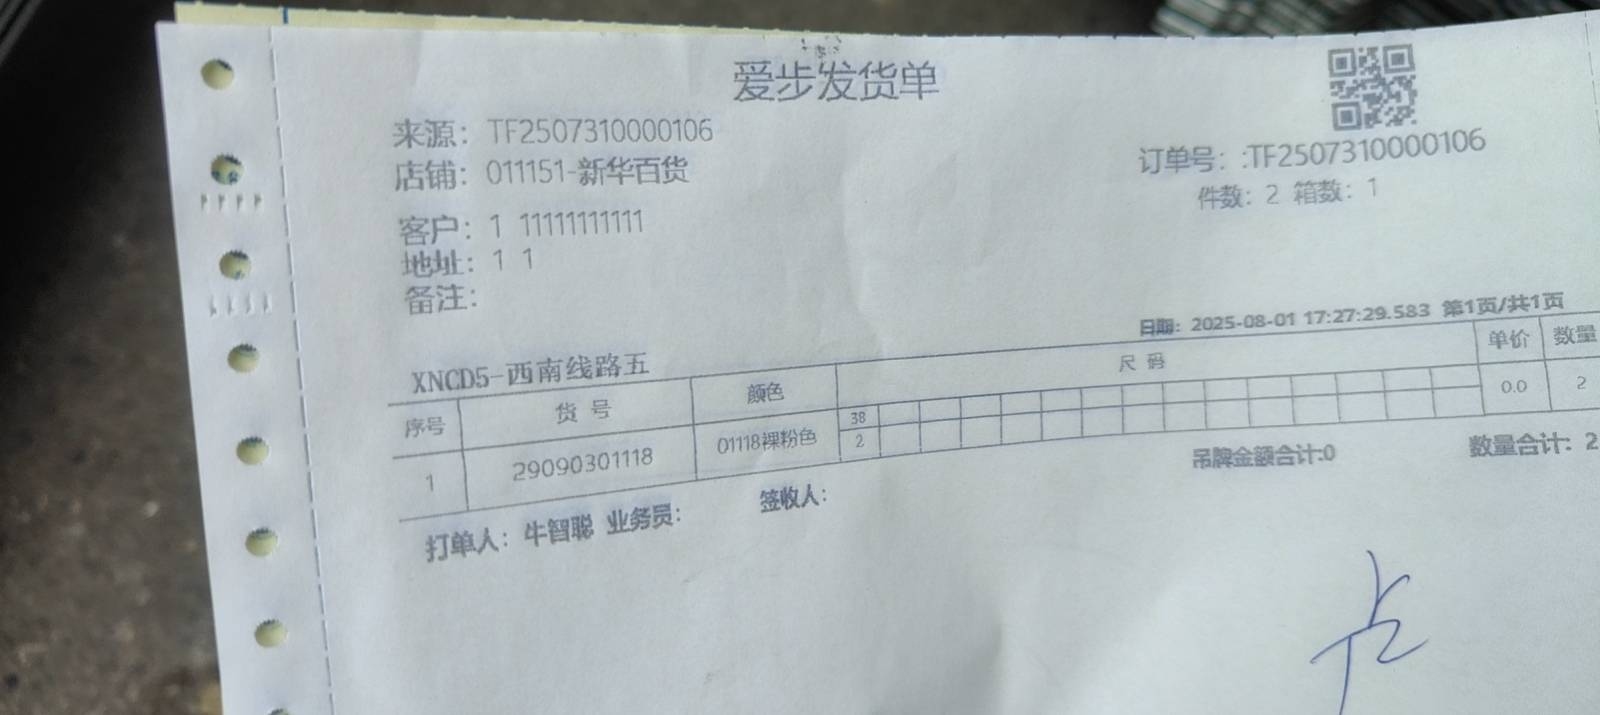 爱步发货单
来源：TF2507310000106
店铺：011151-新华百货
订单号：:TF2507310000106
件数：2 箱数：1
客户：1 11111111111
地址：1 1
备注：
日期：2025-08-01 17:27:29.583 第1页/共1页
XNCD5-西南线路五
序号 货号 颜色 尺码 单价 数量
38
1 29090301118 01118裸粉色 2 0.0 2
吊牌金额合计:0 数量合计：2
打单人：牛智聪 业务员： 签收人：